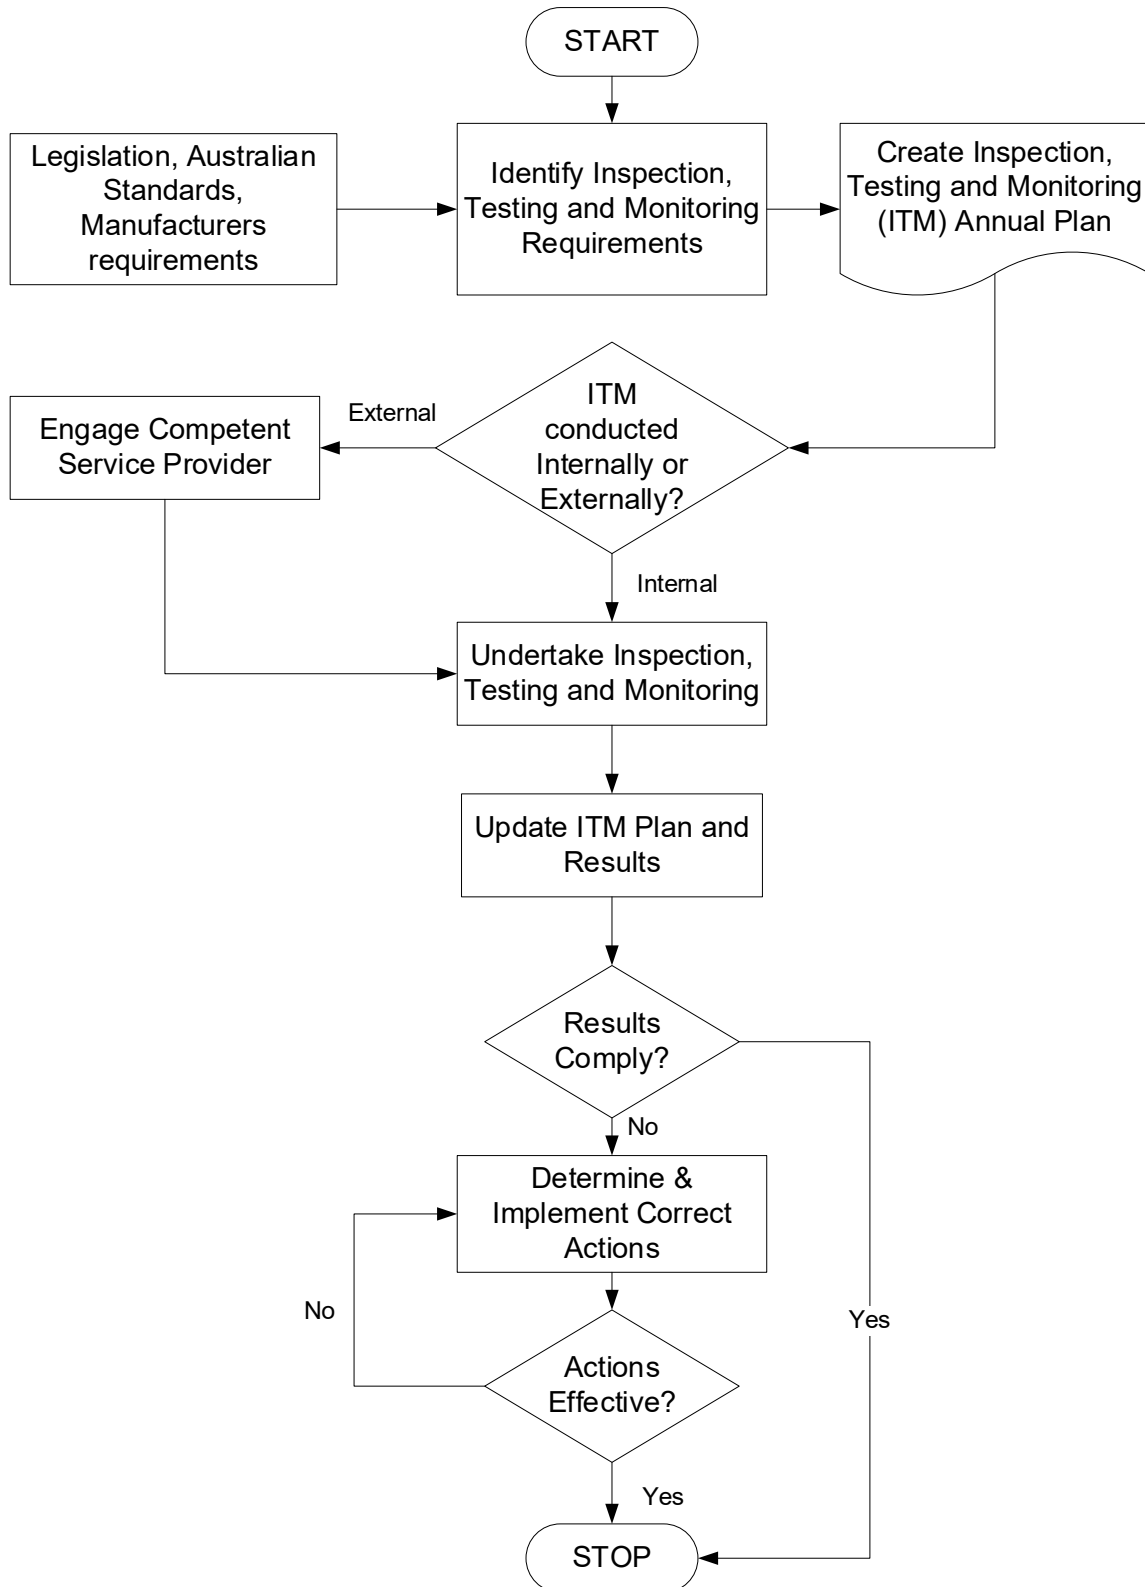 START
Legislation, Australian
Standards,
Manufacturers
requirements
Identify Inspection,
Testing and Monitoring
Requirements
Create Inspection,
Testing and Monitoring
(ITM) Annual Plan
ITM
conducted
Internally or
Externally?
External
Engage Competent
Service Provider
Internal
Undertake Inspection,
Testing and Monitoring
Update ITM Plan and
Results
Results
Comply?
No
Determine &
Implement Correct
Actions
No
Yes
Actions
Effective?
Yes
STOP